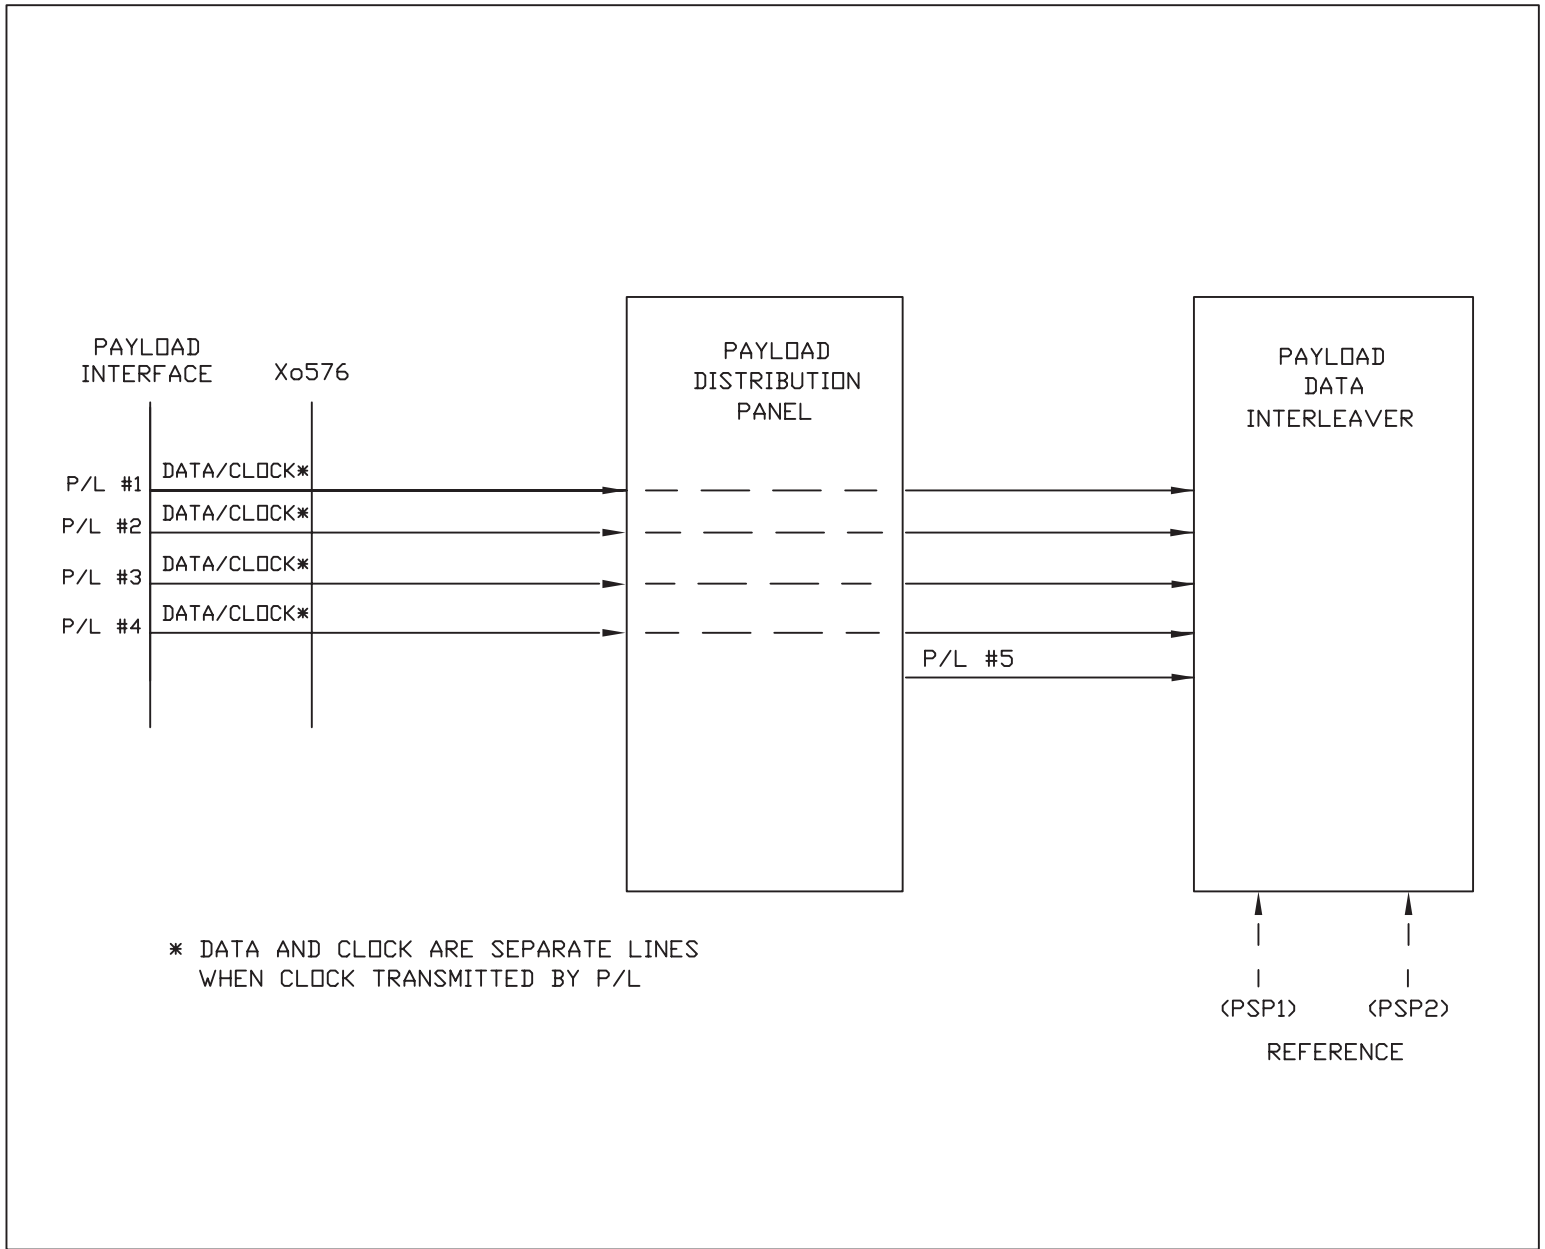 PAYLOAD
INTERFACE
Xo576
PAYLOAD
DISTRIBUTION
PANEL
PAYLOAD
DATA
INTERLEAVER
P/L #1
DATA/CLOCK*
P/L #2
DATA/CLOCK*
P/L #3
DATA/CLOCK*
P/L #4
DATA/CLOCK*
P/L #5
* DATA AND CLOCK ARE SEPARATE LINES
WHEN CLOCK TRANSMITTED BY P/L
(PSP1)
(PSP2)
REFERENCE